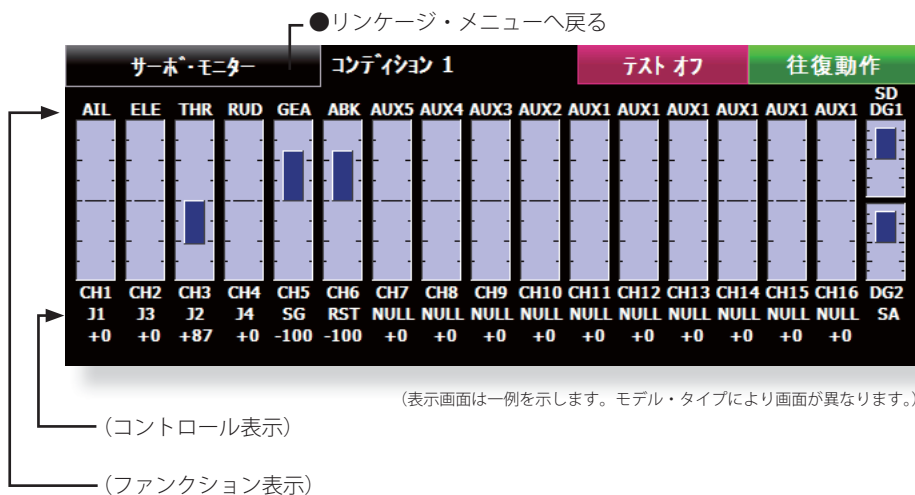 ●リンケージ・メニューへ戻る
サーボ・モニター コンディション 1 テスト オフ 往復動作
AIL ELE THR RUD GEA ABK AUX5 AUX4 AUX3 AUX2 AUX1 AUX1 AUX1 AUX1 AUX1 AUX1 SD DG1
CH1 CH2 CH3 CH4 CH5 CH6 CH7 CH8 CH9 CH10 CH11 CH12 CH13 CH14 CH15 CH16 DG2
J1 J3 J2 J4 SG RST NULL NULL NULL NULL NULL NULL NULL NULL NULL NULL SA
+0 +0 +87 +0 -100 -100 +0 +0 +0 +0 +0 +0 +0 +0 +0 +0
(表示画面は一例を示します。モデル・タイプにより画面が異なります。)
(コントロール表示)
(ファンクション表示)